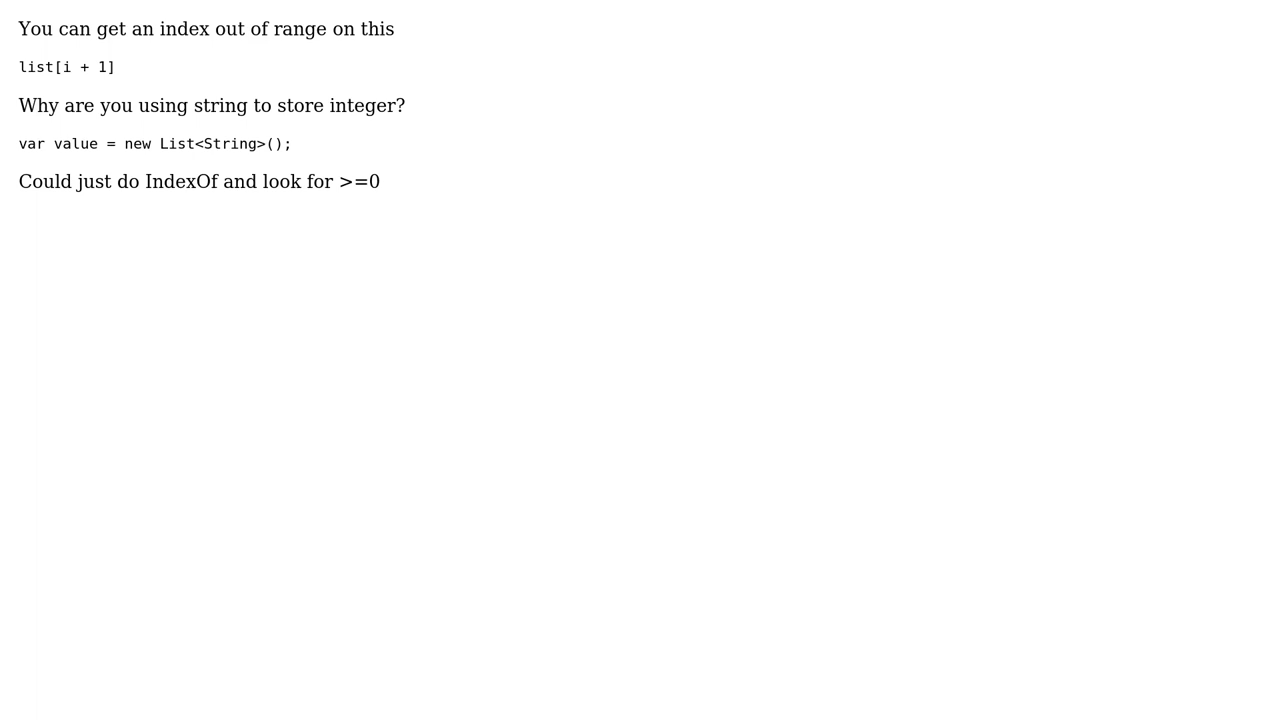 You can get an index out of range on this
list[i + 1]
Why are you using string to store integer?
var value = new List<String>();
Could just do IndexOf and look for >=0